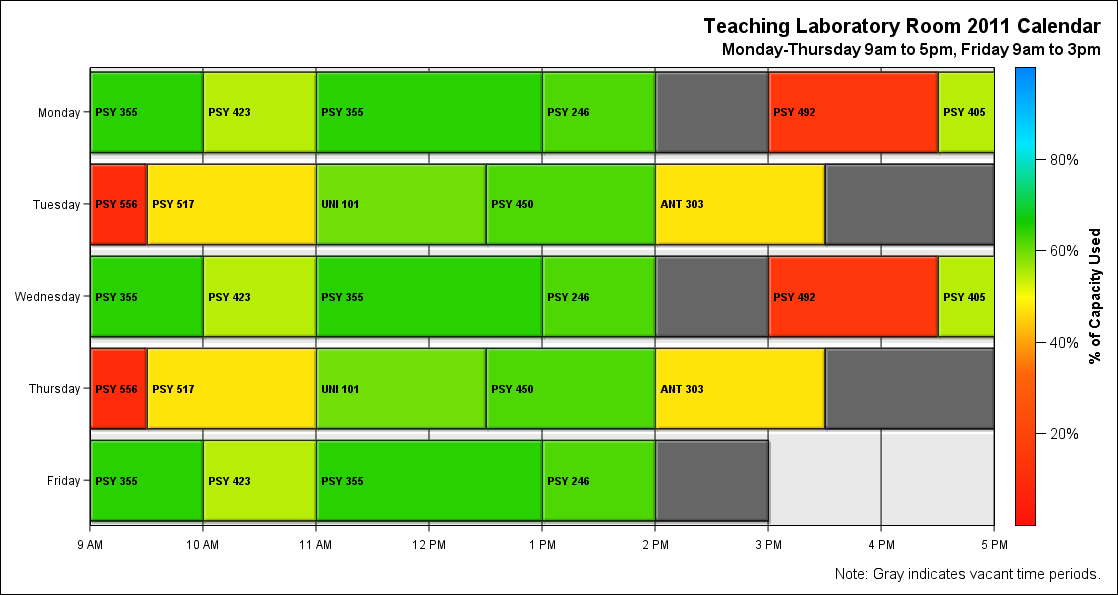 Teaching Laboratory Room 2011 Calendar
Monday-Thursday 9am to 5pm, Friday 9am to 3pm
Monday PSY 355 PSY 423 PSY 355 PSY 246 PSY 492 PSY 405
80%
Tuesday PSY 556 PSY 517 UNI 101 PSY 450 ANT 303
60%
Wednesday PSY 355 PSY 423 PSY 355 PSY 246 PSY 492 PSY 405
40%
Thursday PSY 556 PSY 517 UNI 101 PSY 450 ANT 303
20%
Friday PSY 355 PSY 423 PSY 355 PSY 246
% of Capacity Used
9 AM 10 AM 11 AM 12 PM 1 PM 2 PM 3 PM 4 PM 5 PM
Note: Gray indicates vacant time periods.